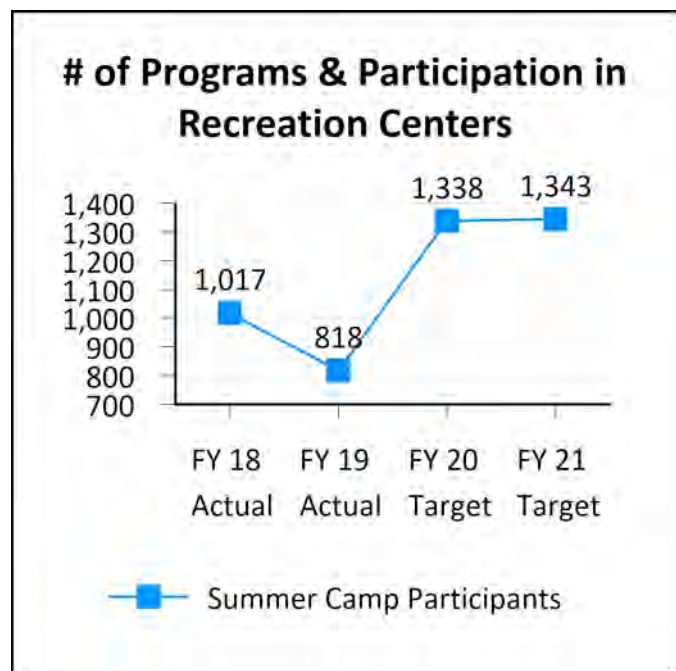 # of Programs & Participation in
Recreation Centers
1,338
1,343
1,400
1,300
1,200
1,100
1,017
1,000
900
818
800
700
FY 18 FY 19 FY 20 FY 21
Actual Actual Target Target
Summer Camp Participants